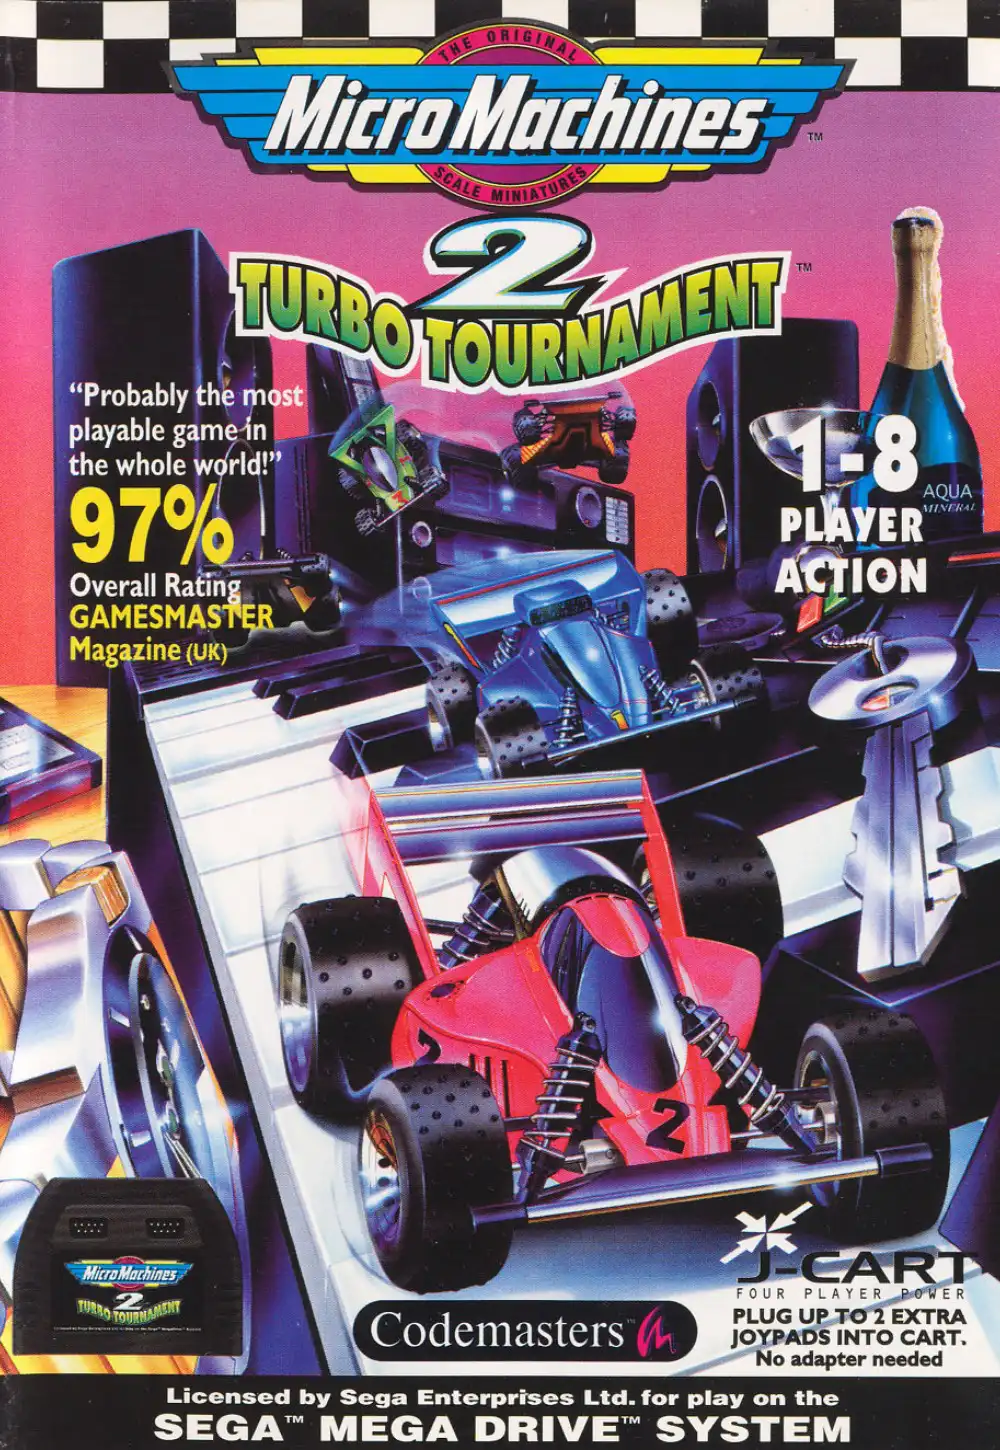 THE ORIGINAL
Micro Machines
™
SCALE MINIATURES
2
TURBO TOURNAMENT
™
“Probably the most
playable game in
the whole world!”
97%
Overall Rating
GAMESMASTER
Magazine (UK)
1-8
PLAYER
ACTION
AQUA
MINERAL
2
2
Micro Machines
2
TURBO TOURNAMENT
J-CART
FOUR PLAYER POWER
PLUG UP TO 2 EXTRA
JOYPADS INTO CART.
No adapter needed
Codemasters™
Licensed by Sega Enterprises Ltd. for play on the
SEGA™ MEGA DRIVE™ SYSTEM